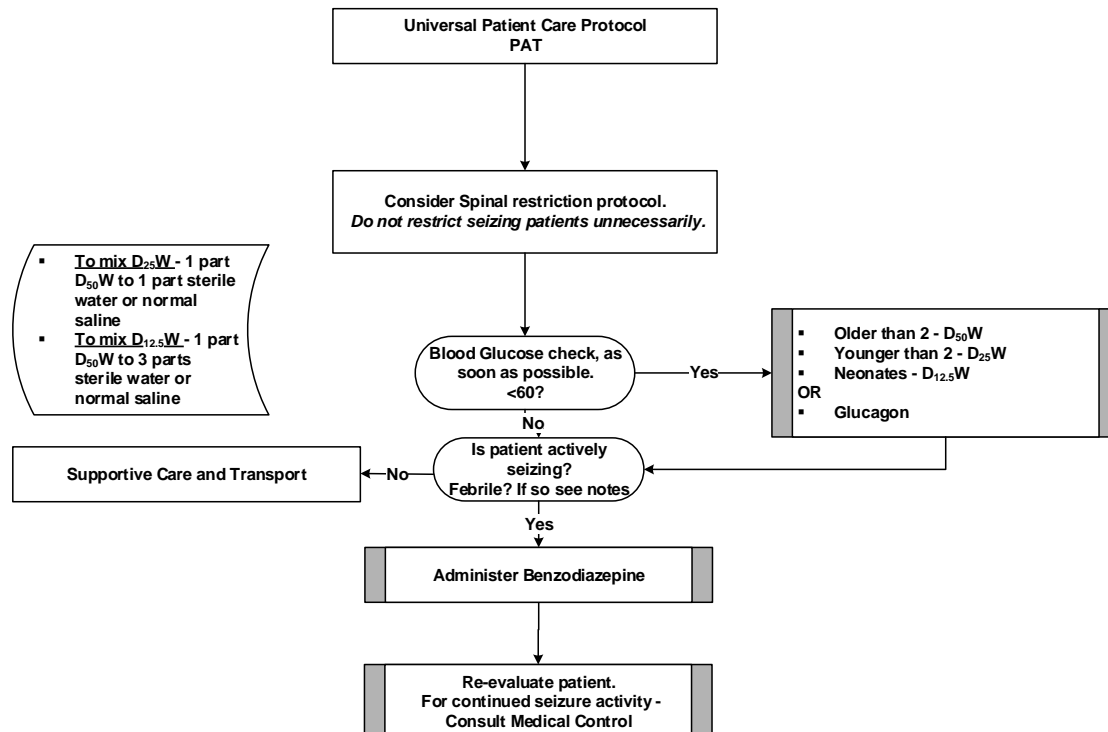 Universal Patient Care Protocol
PAT
Consider Spinal restriction protocol.
Do not restrict seizing patients unnecessarily.
▪ To mix D₂₅W - 1 part
D₅₀W to 1 part sterile
water or normal
saline
▪ To mix D₁₂.₅W - 1 part
D₅₀W to 3 parts
sterile water or
normal saline
Blood Glucose check, as
soon as possible.
<60?
Yes
▪ Older than 2 - D₅₀W
▪ Younger than 2 - D₂₅W
▪ Neonates - D₁₂.₅W
OR
▪ Glucagon
No
Is patient actively
seizing?
Febrile? If so see notes
No
Supportive Care and Transport
Yes
Administer Benzodiazepine
Re-evaluate patient.
For continued seizure activity -
Consult Medical Control